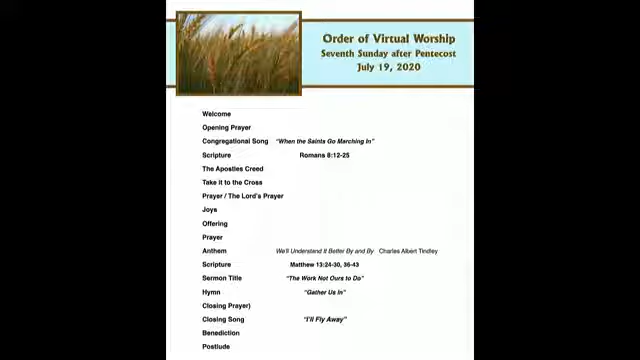 Order of Virtual Worship
Seventh Sunday after Pentecost
July 19, 2020
Welcome
Opening Prayer
Congregational Song "When the Saints Go Marching In"
Scripture Romans 8:12-25
The Apostles Creed
Take it to the Cross
Prayer / The Lord's Prayer
Joys
Offering
Prayer
Anthem We'll Understand It Better By and By Charles Albert Tindley
Scripture Matthew 13:24-30, 36-43
Sermon Title "The Work Not Ours to Do"
Hymn "Gather Us In"
Closing Prayer)
Closing Song "I'll Fly Away"
Benediction
Postlude